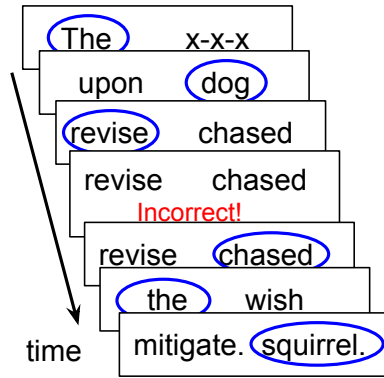 The x-x-x
upon dog
revise chased
revise chased
Incorrect!
revise chased
the wish
mitigate. squirrel.
time